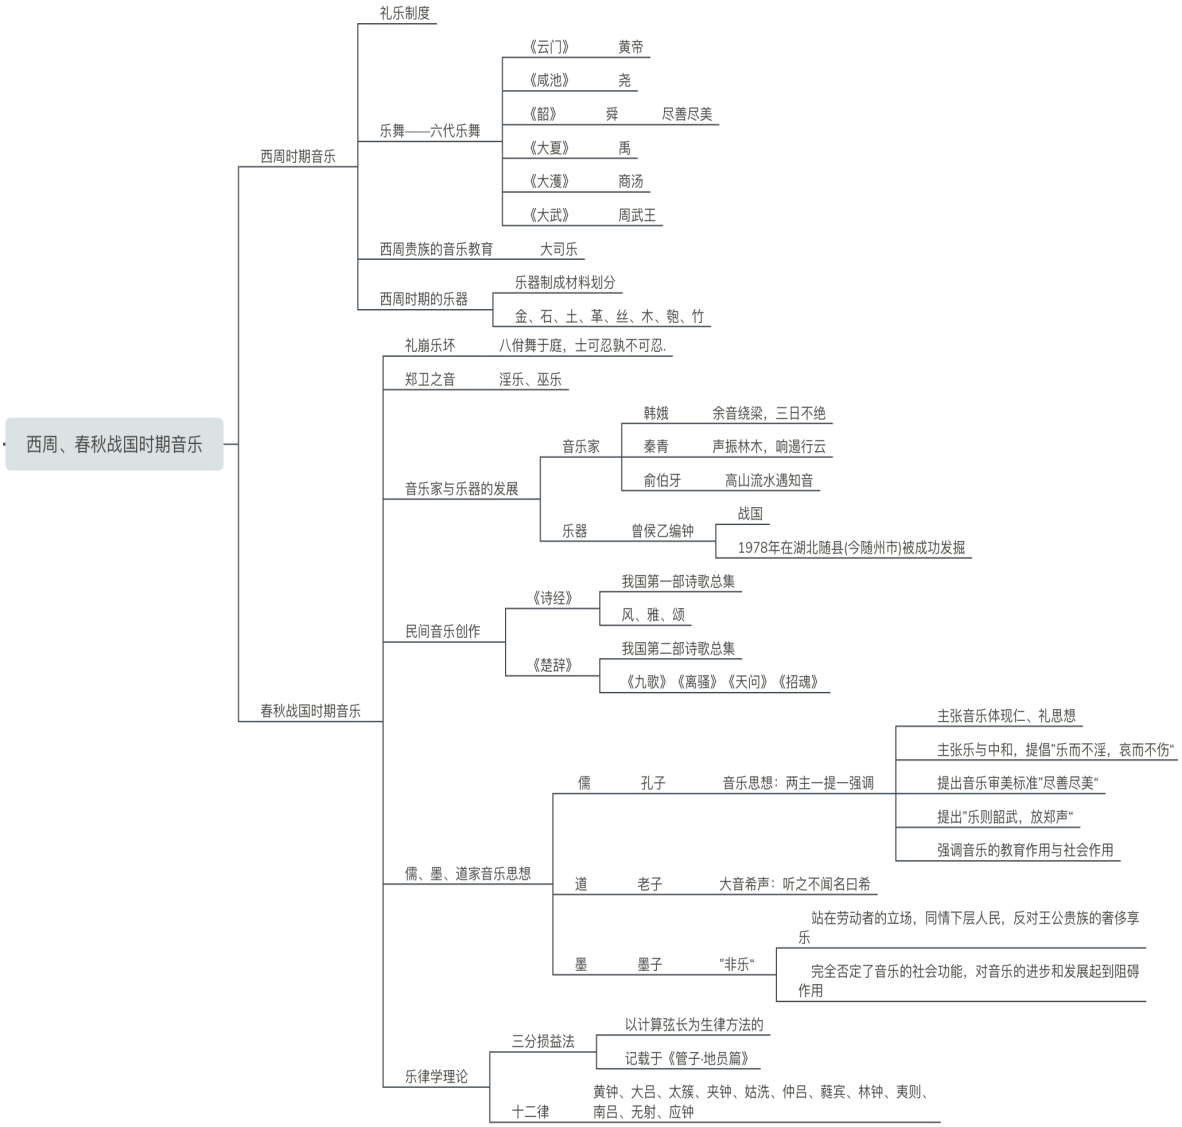 西周、春秋战国时期音乐
西周时期音乐
礼乐制度
乐舞——六代乐舞
《云门》 黄帝
《咸池》 尧
《韶》 舜 尽善尽美
《大夏》 禹
《大濩》 商汤
《大武》 周武王
西周贵族的音乐教育 大司乐
西周时期的乐器
乐器制成材料划分
金、石、土、革、丝、木、匏、竹
春秋战国时期音乐
礼崩乐坏 八佾舞于庭，士可忍孰不可忍.
郑卫之音 淫乐、巫乐
音乐家与乐器的发展
音乐家
韩娥 余音绕梁，三日不绝
秦青 声振林木，响遏行云
俞伯牙 高山流水遇知音
乐器 曾侯乙编钟
战国
1978年在湖北随县(今随州市)被成功发掘
民间音乐创作
《诗经》
我国第一部诗歌总集
风、雅、颂
《楚辞》
我国第二部诗歌总集
《九歌》《离骚》《天问》《招魂》
儒、墨、道家音乐思想
儒 孔子 音乐思想：两主一提一强调
主张音乐体现仁、礼思想
主张乐与中和，提倡"乐而不淫，哀而不伤“
提出音乐审美标准"尽善尽美“
提出"乐则韶武，放郑声“
强调音乐的教育作用与社会作用
道 老子 大音希声：听之不闻名曰希
墨 墨子 "非乐“
站在劳动者的立场，同情下层人民，反对王公贵族的奢侈享
乐
完全否定了音乐的社会功能，对音乐的进步和发展起到阻碍
作用
乐律学理论
三分损益法
以计算弦长为生律方法的
记载于《管子·地员篇》
十二律
黄钟、大吕、太簇、夹钟、姑洗、仲吕、蕤宾、林钟、夷则、
南吕、无射、应钟